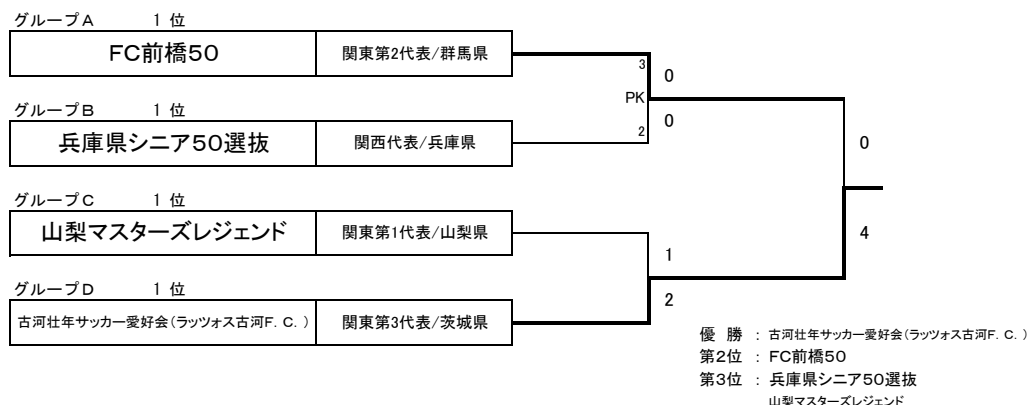 グループA 1 位
FC前橋50 関東第2代表/群馬県
3
0
PK
グループB 1 位
0
2
兵庫県シニア50選抜 関西代表/兵庫県
0
グループC 1 位
山梨マスターズレジェンド 関東第1代表/山梨県
4
1
グループD 1 位
2
古河壮年サッカー愛好会(ラッツォス古河F. C. ) 関東第3代表/茨城県
優 勝 : 古河壮年サッカー愛好会(ラッツォス古河F. C. )
第2位 : FC前橋50
第3位 : 兵庫県シニア50選抜
山梨マスターズレジェンド